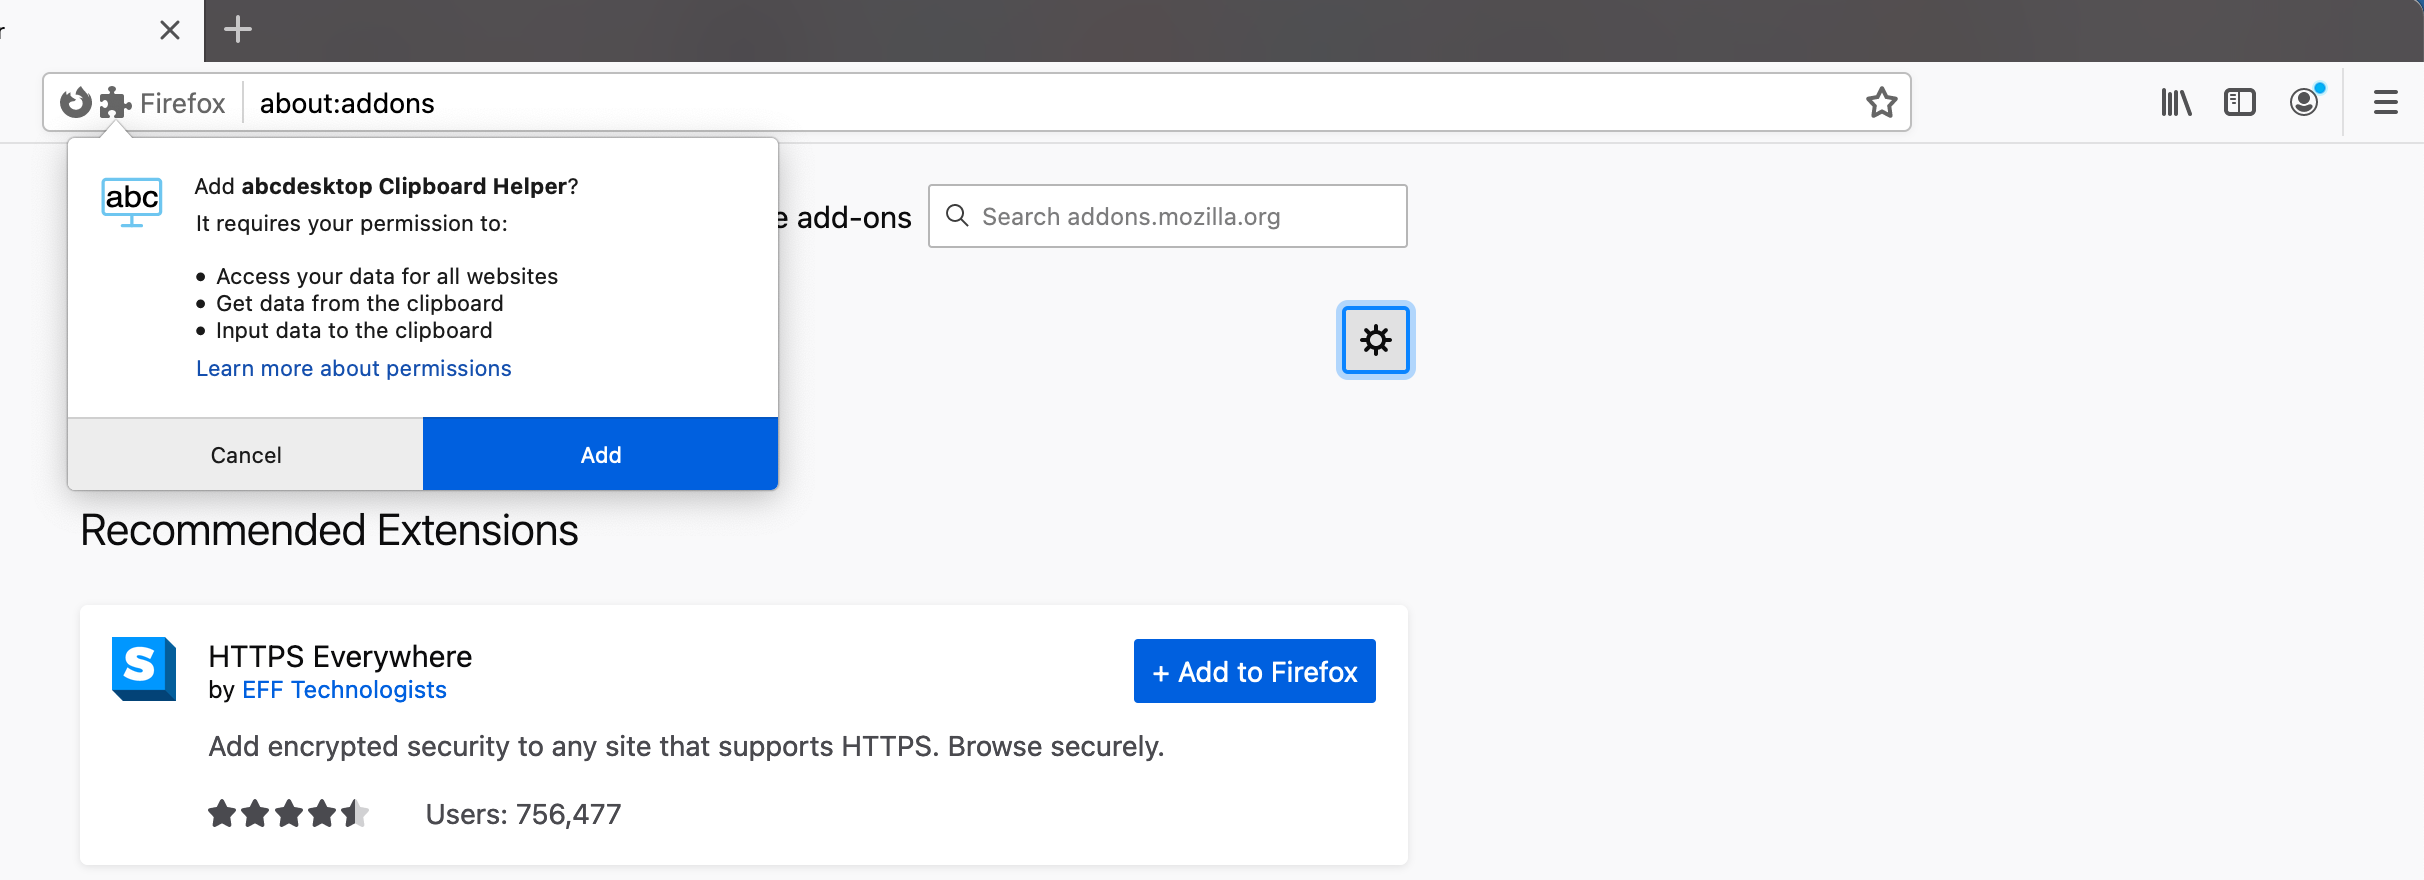 r
Firefox
about:addons
abc
Add abcdesktop Clipboard Helper?
It requires your permission to:
Access your data for all websites
Get data from the clipboard
Input data to the clipboard
Learn more about permissions
Cancel
Add
e add-ons
Search addons.mozilla.org
Recommended Extensions
S
HTTPS Everywhere
by EFF Technologists
+ Add to Firefox
Add encrypted security to any site that supports HTTPS. Browse securely.
Users: 756,477